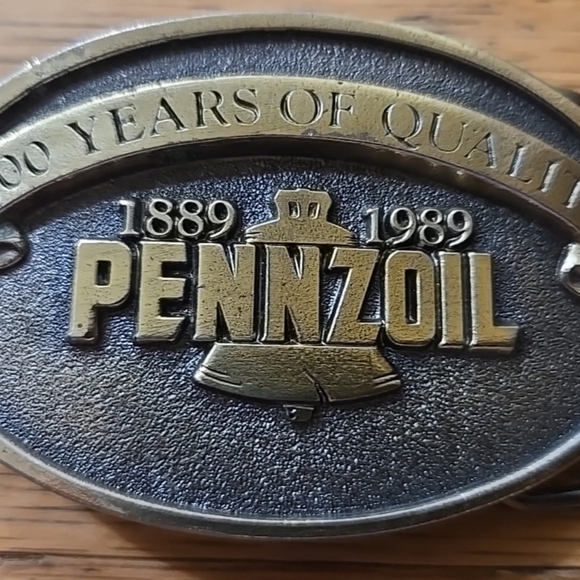 00 YEARS OF QUALIT
1889 1989
PENNZOIL